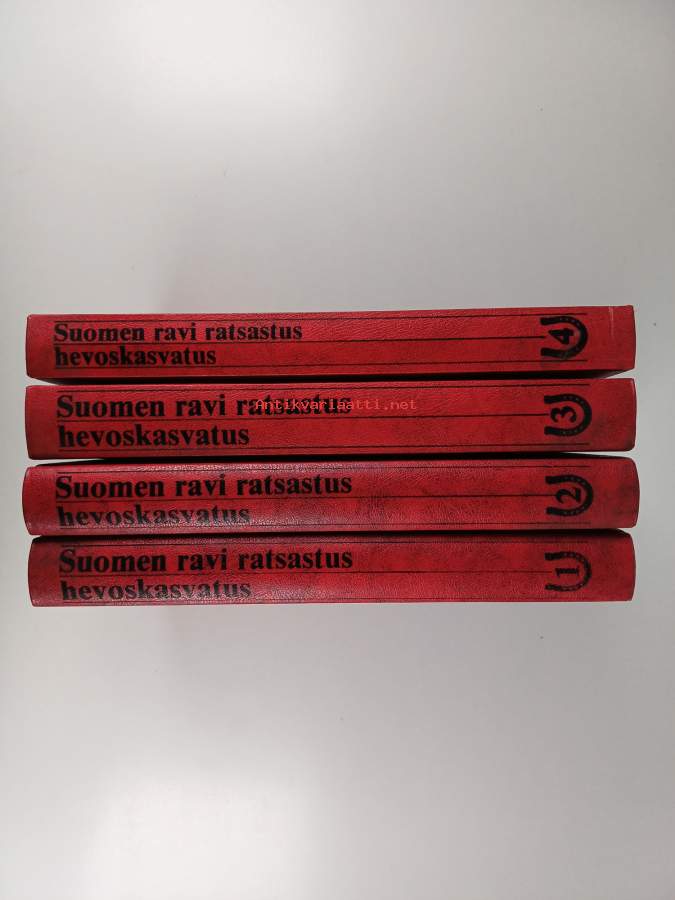 Suomen ravi ratsastus
hevoskasvatus
4
Suomen ravi ratsastus
hevoskasvatus
3
Antikvariaatti.net
Suomen ravi ratsastus
hevoskasvatus
2
Suomen ravi ratsastus
hevoskasvatus
1